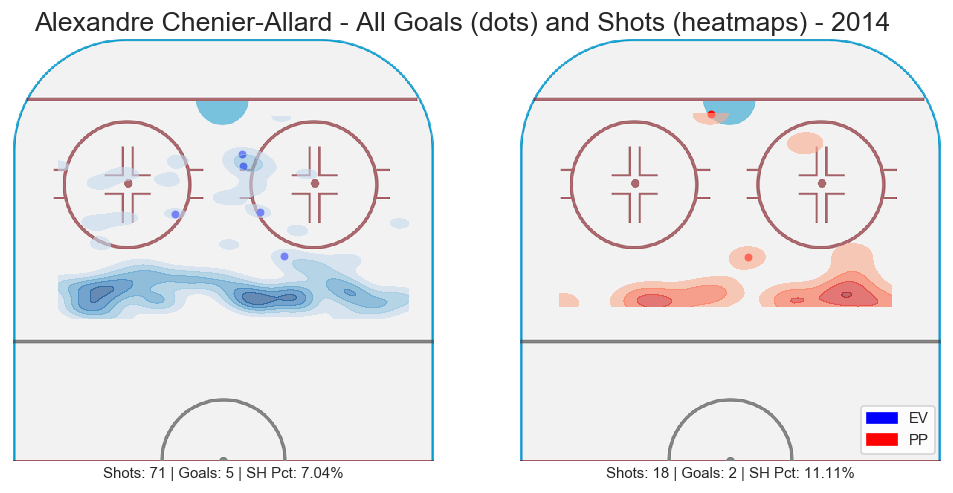 Alexandre Chenier-Allard - All Goals (dots) and Shots (heatmaps) - 2014
EV
PP
Shots: 71 | Goals: 5 | SH Pct: 7.04%
Shots: 18 | Goals: 2 | SH Pct: 11.11%